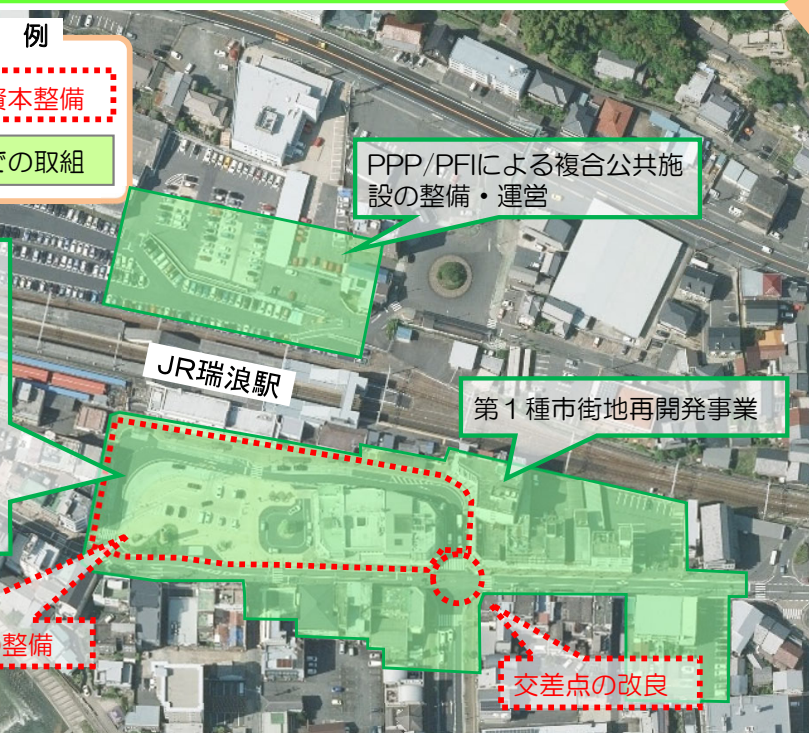 例
資本整備
での取組
PPP/PFIによる複合公共施
設の整備・運営
JR瑞浪駅
第１種市街地再開発事業
整備
交差点の改良